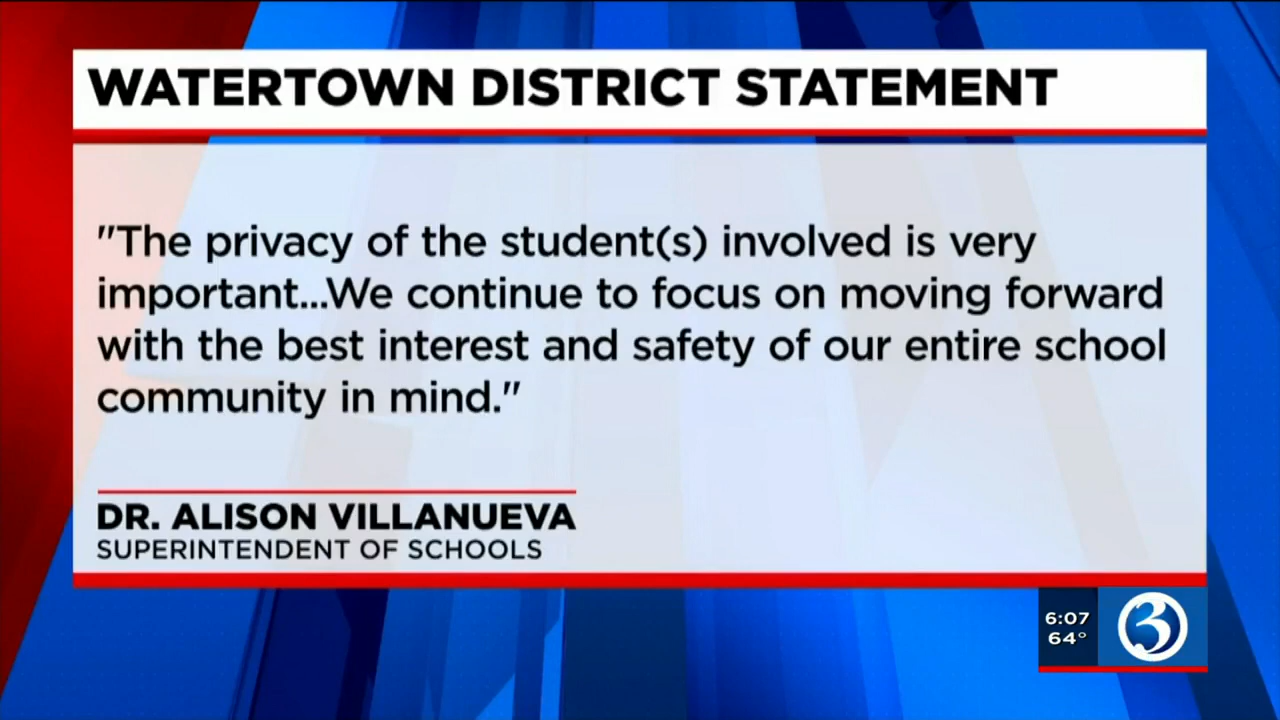 WATERTOWN DISTRICT STATEMENT
"The privacy of the student(s) involved is very
important...We continue to focus on moving forward
with the best interest and safety of our entire school
community in mind."
DR. ALISON VILLANUEVA
SUPERINTENDENT OF SCHOOLS
6:07
64°
3